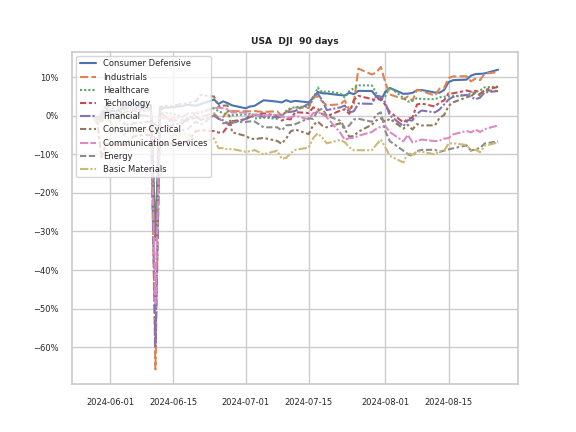 USA DJI 90 days
Consumer Defensive
Industrials
Healthcare
Technology
Financial
Consumer Cyclical
Communication Services
Energy
Basic Materials
10%
0%
−10%
−20%
−30%
−40%
−50%
−60%
2024-06-01 2024-06-15 2024-07-01 2024-07-15 2024-08-01 2024-08-15